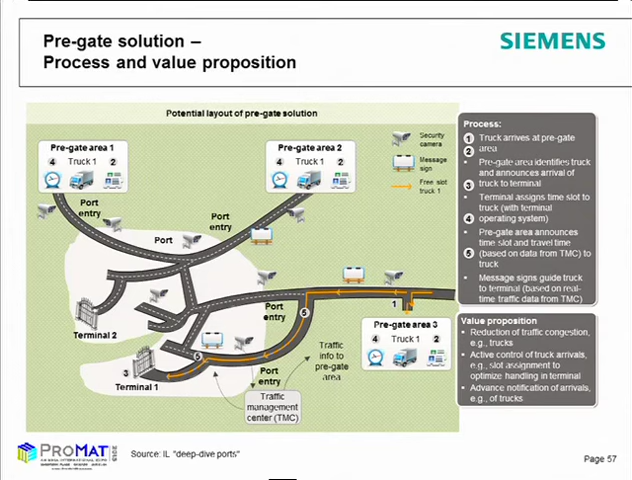 Pre-gate solution –
Process and value proposition
SIEMENS
Potential layout of pre-gate solution
Pre-gate area 1
4 Truck 1 2
Pre-gate area 2
4 Truck 1 2
Security
camera
Message
sign
Free slot
truck 1
Port
entry
Port
entry
Port
Terminal 2
Port
entry
5
5
3
Terminal 1
Port
entry
Pre-gate area 3
4 Truck 1 2
Traffic
info to
pre-gate
area
Traffic
management
center (TMC)
Process:
1 Truck arrives at pre-gate
2 area
• Pre-gate area identifies truck
and announces arrival of
3 truck to terminal
• Terminal assigns time slot to
truck (with terminal
4 operating system)
• Pre-gate area announces
time slot and travel time
5 (based on data from TMC) to
truck
• Message signs guide truck
to terminal (based on real-
time traffic data from TMC)
Value proposition
• Reduction of traffic congestion,
e.g., trucks
• Active control of truck arrivals,
e.g., slot assignment to
optimize handling in terminal
• Advance notification of arrivals,
e.g., of trucks
PROMAT
2013
Source: IL "deep-dive ports"
Page 57